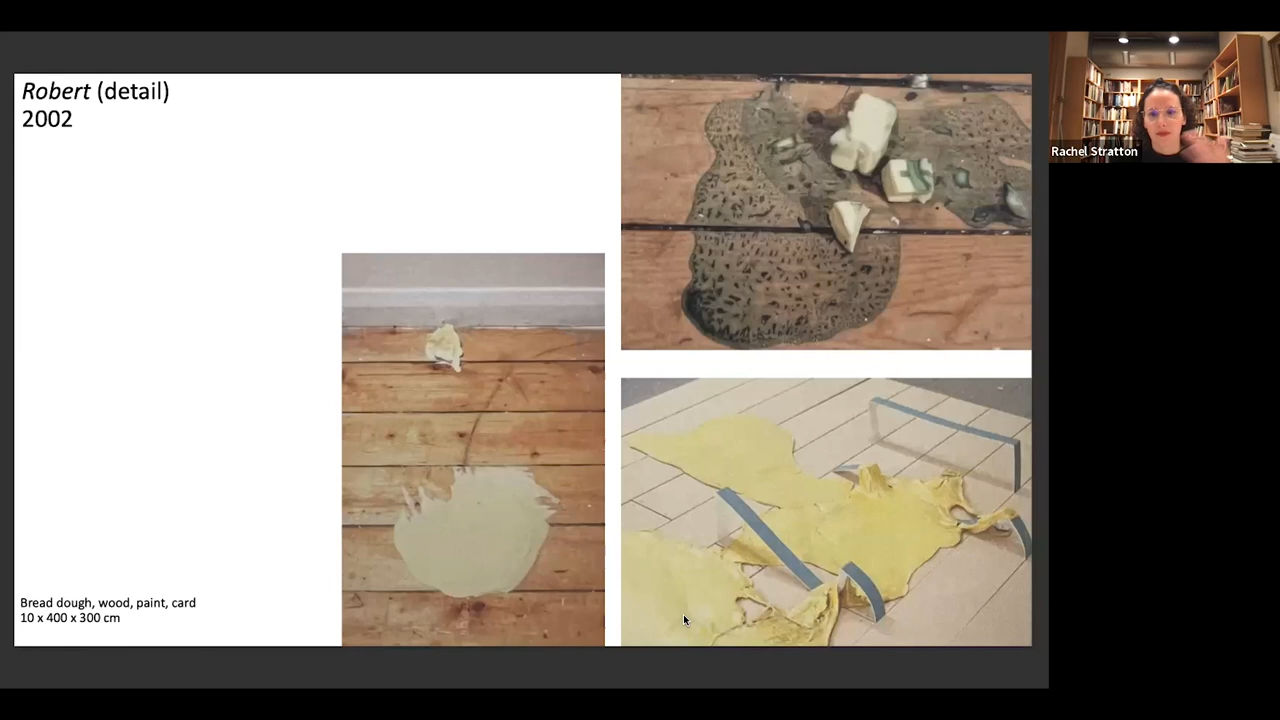 Robert (detail)
2002
Rachel Stratton
Bread dough, wood, paint, card
10 x 400 x 300 cm